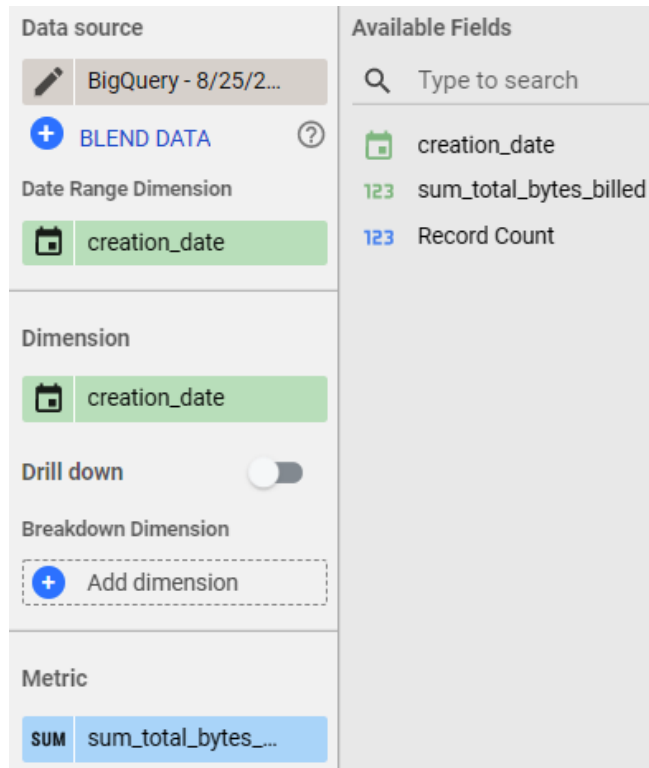 Data source
BigQuery - 8/25/2...
BLEND DATA
Date Range Dimension
creation_date
Dimension
creation_date
Drill down
Breakdown Dimension
Add dimension
Metric
SUM sum_total_bytes_...
Available Fields
Type to search
creation_date
123 sum_total_bytes_billed
123 Record Count